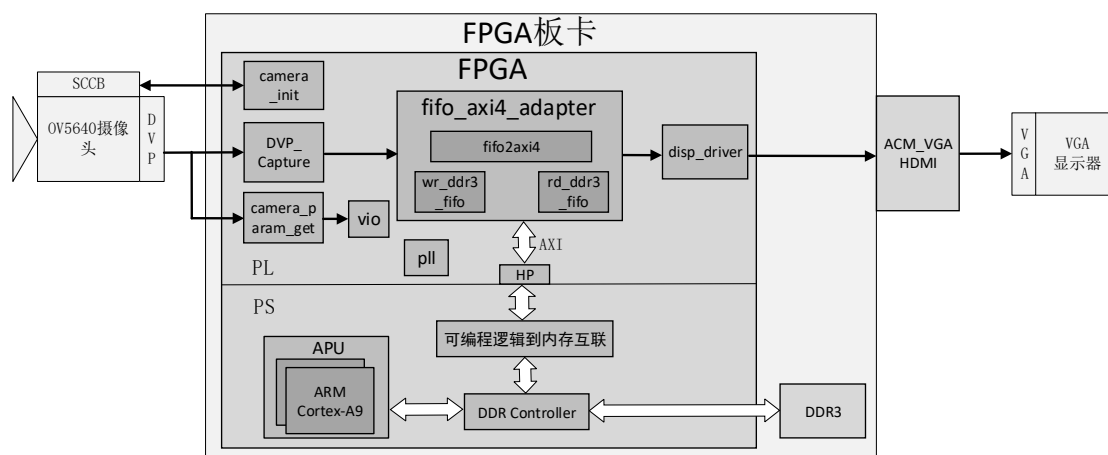 FPGA板卡
FPGA
SCCB
OV5640摄像
头
D
V
P
camera
_init
DVP_
Capture
camera_p
aram_get
vio
fifo_axi4_adapter
fifo2axi4
wr_ddr3
_fifo
rd_ddr3
_fifo
disp_driver
ACM_VGA
HDMI
V
G
A
VGA
显示器
pll
AXI
HP
PL
PS
可编程逻辑到内存互联
APU
ARM
Cortex-A9
DDR Controller
DDR3